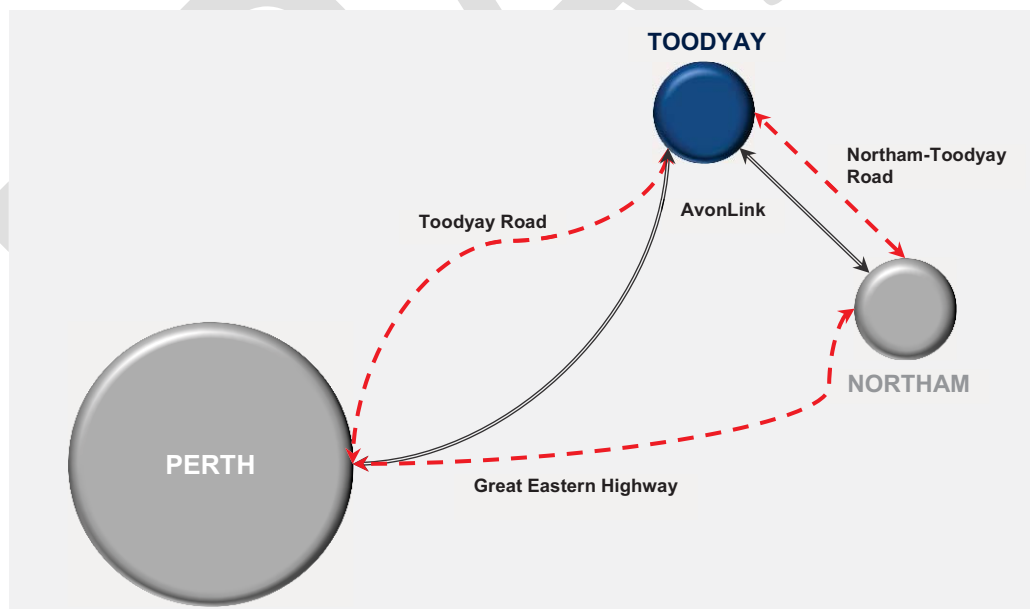 TOODYAY
Northam-Toodyay
Road
AvonLink
Toodyay Road
NORTHAM
PERTH
Great Eastern Highway